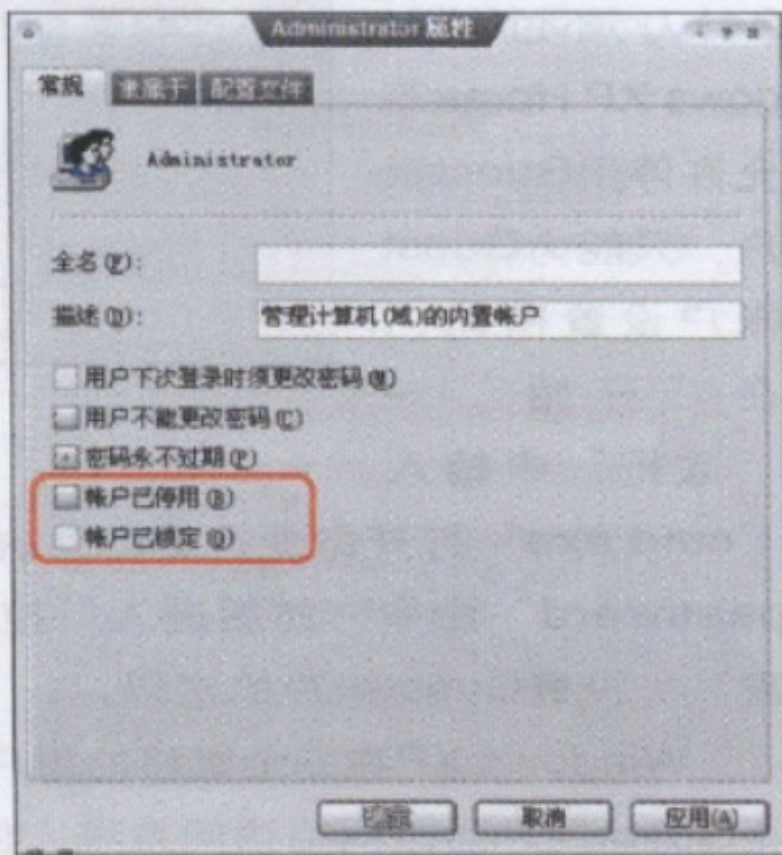 Administrator 属性
常规 隶属于 配置文件
Administrator
全名(F):
描述(D): 管理计算机(域)的内置帐户
用户下次登录时须更改密码(M)
用户不能更改密码(C)
密码永不过期(P)
帐户已停用(B)
帐户已锁定(O)
确定 取消 应用(A)